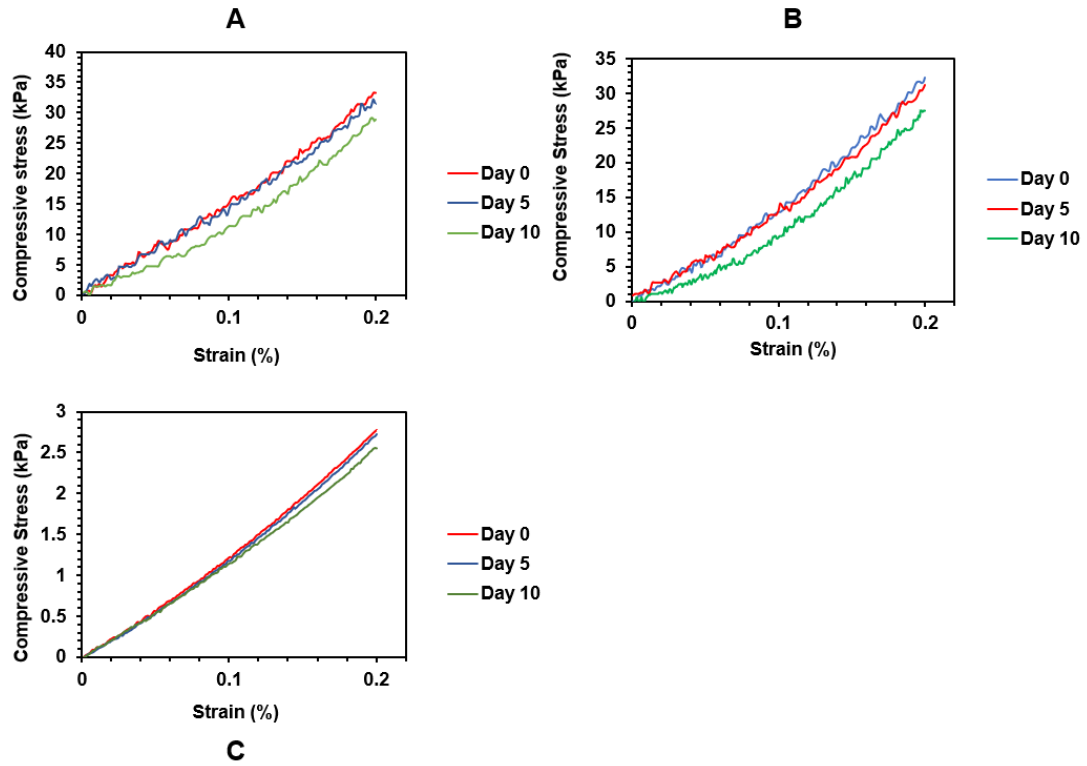 A
Compressive stress (kPa)
40
35
30
25
20
15
10
5
0
0
0.1
0.2
Strain (%)
Day 0
Day 5
Day 10
B
Compressive Stress (kPa)
35
30
25
20
15
10
5
0
0
0.1
0.2
Strain (%)
Day 0
Day 5
Day 10
Compressive Stress (kPa)
3
2.5
2
1.5
1
0.5
0
0
0.1
0.2
Strain (%)
Day 0
Day 5
Day 10
C